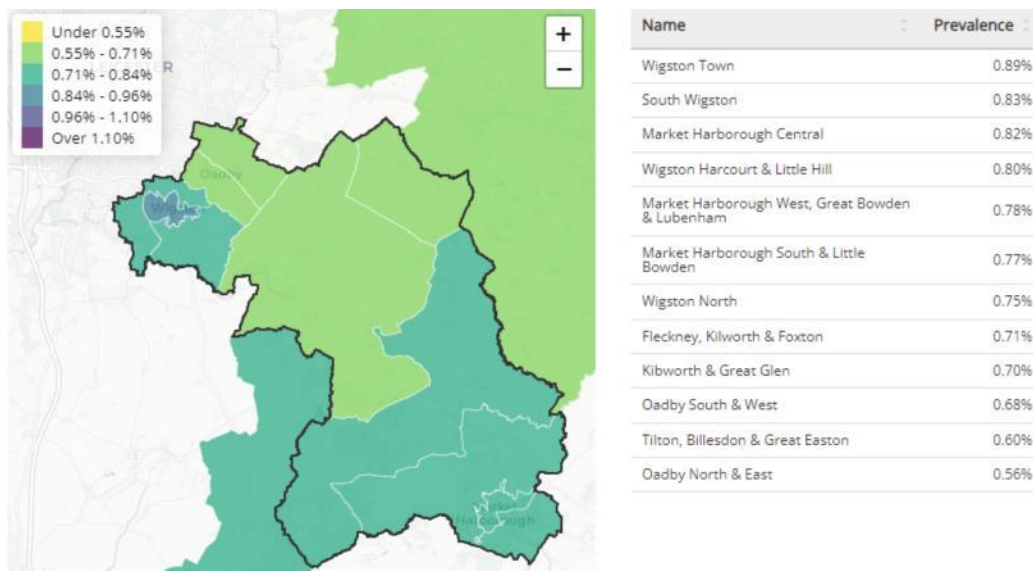 Under 0.55%
0.55% - 0.71%
0.71% - 0.84%
0.84% - 0.96%
0.96% - 1.10%
Over 1.10%
+
−
Oadby
Market
Harborough
Name Prevalence
Wigston Town 0.89%
South Wigston 0.83%
Market Harborough Central 0.82%
Wigston Harcourt & Little Hill 0.80%
Market Harborough West, Great Bowden
& Lubenham 0.78%
Market Harborough South & Little
Bowden 0.77%
Wigston North 0.75%
Fleckney, Kilworth & Foxton 0.71%
Kibworth & Great Glen 0.70%
Oadby South & West 0.68%
Tilton, Billesdon & Great Easton 0.60%
Oadby North & East 0.56%